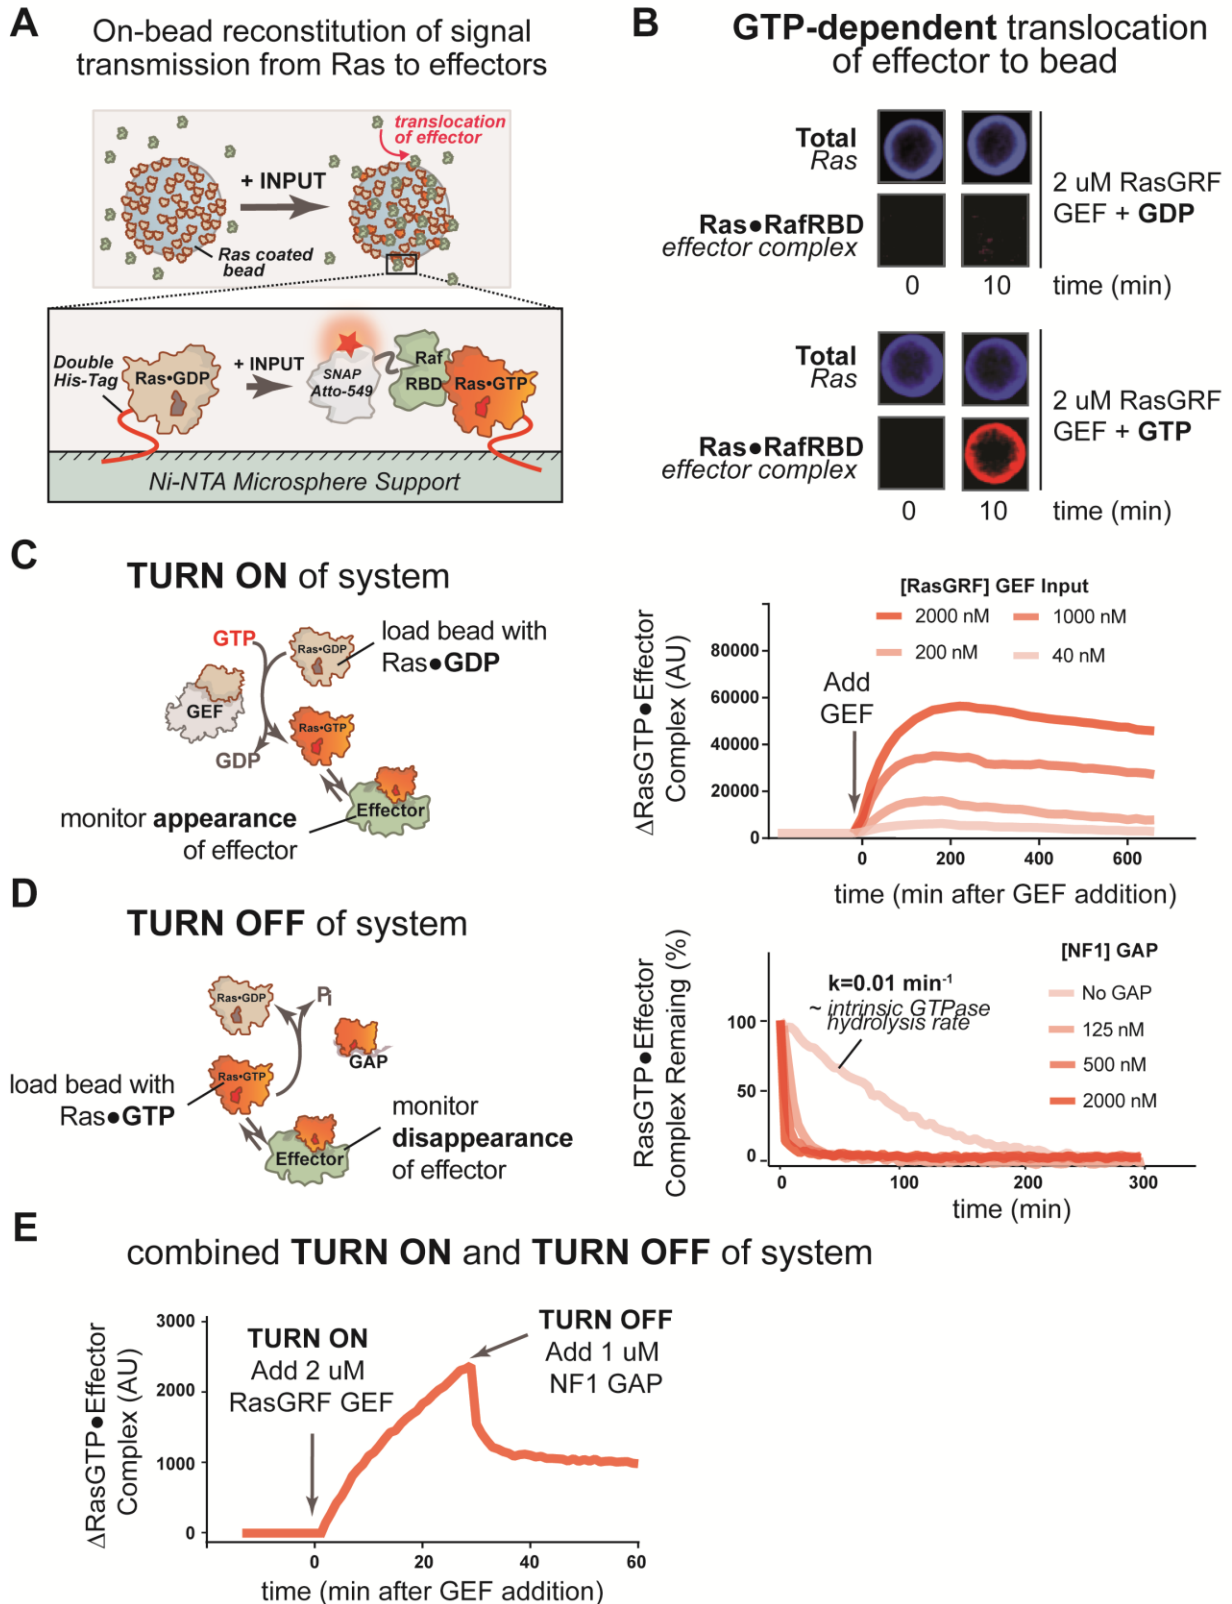 A
On-bead reconstitution of signal
transmission from Ras to effectors
translocation
of effector
+ INPUT
Ras coated
bead
Double
His-Tag
Ras•GDP
+ INPUT
SNAP
Atto-549
Raf
RBD
Ras•GTP
Ni-NTA Microsphere Support
B
GTP-dependent translocation
of effector to bead
Total
Ras
Ras●RafRBD
effector complex
2 uM RasGRF
GEF + GDP
0
10
time (min)
Total
Ras
Ras●RafRBD
effector complex
2 uM RasGRF
GEF + GTP
0
10
time (min)
C
TURN ON of system
GTP
Ras•GDP
load bead with
Ras●GDP
GEF
Ras•GTP
GDP
Effector
monitor appearance
of effector
[RasGRF] GEF Input
2000 nM
1000 nM
200 nM
40 nM
ΔRasGTP●Effector
Complex (AU)
80000
60000
40000
20000
0
Add
GEF
0
200
400
600
time (min after GEF addition)
D
TURN OFF of system
Ras•GDP
Pi
GAP
load bead with
Ras●GTP
Ras•GTP
Effector
monitor
disappearance
of effector
RasGTP●Effector
Complex Remaing (%)
[NF1] GAP
No GAP
125 nM
500 nM
2000 nM
k=0.01 min-1
~ intrinsic GTPase
hydrolysis rate
100
50
0
0
100
200
300
time (min)
E
combined TURN ON and TURN OFF of system
ΔRasGTP●Effector
Complex (AU)
3000
2000
1000
0
TURN ON
Add 2 uM
RasGRF GEF
TURN OFF
Add 1 uM
NF1 GAP
0
20
40
60
time (min after GEF addition)